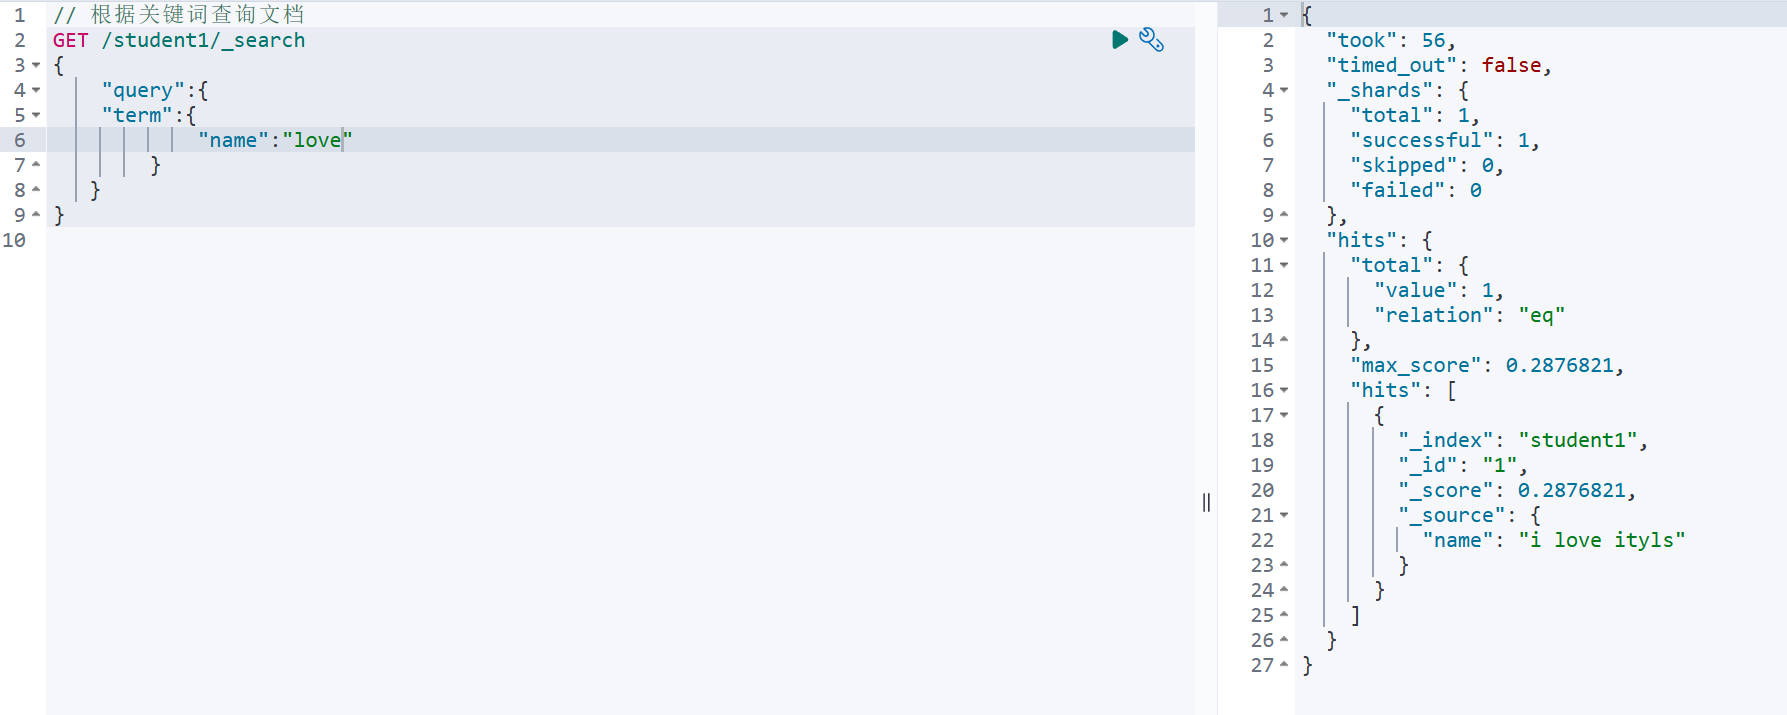 1 // 根据关键词查询文档
2 GET /student1/_search
3 {
4 "query":{
5 "term":{
6 "name":"love"
7 }
8 }
9 }
10
1 {
2 "took": 56,
3 "timed_out": false,
4 "_shards": {
5 "total": 1,
6 "successful": 1,
7 "skipped": 0,
8 "failed": 0
9 },
10 "hits": {
11 "total": {
12 "value": 1,
13 "relation": "eq"
14 },
15 "max_score": 0.2876821,
16 "hits": [
17 {
18 "_index": "student1",
19 "_id": "1",
20 "_score": 0.2876821,
21 "_source": {
22 "name": "i love ityls"
23 }
24 }
25 ]
26 }
27 }